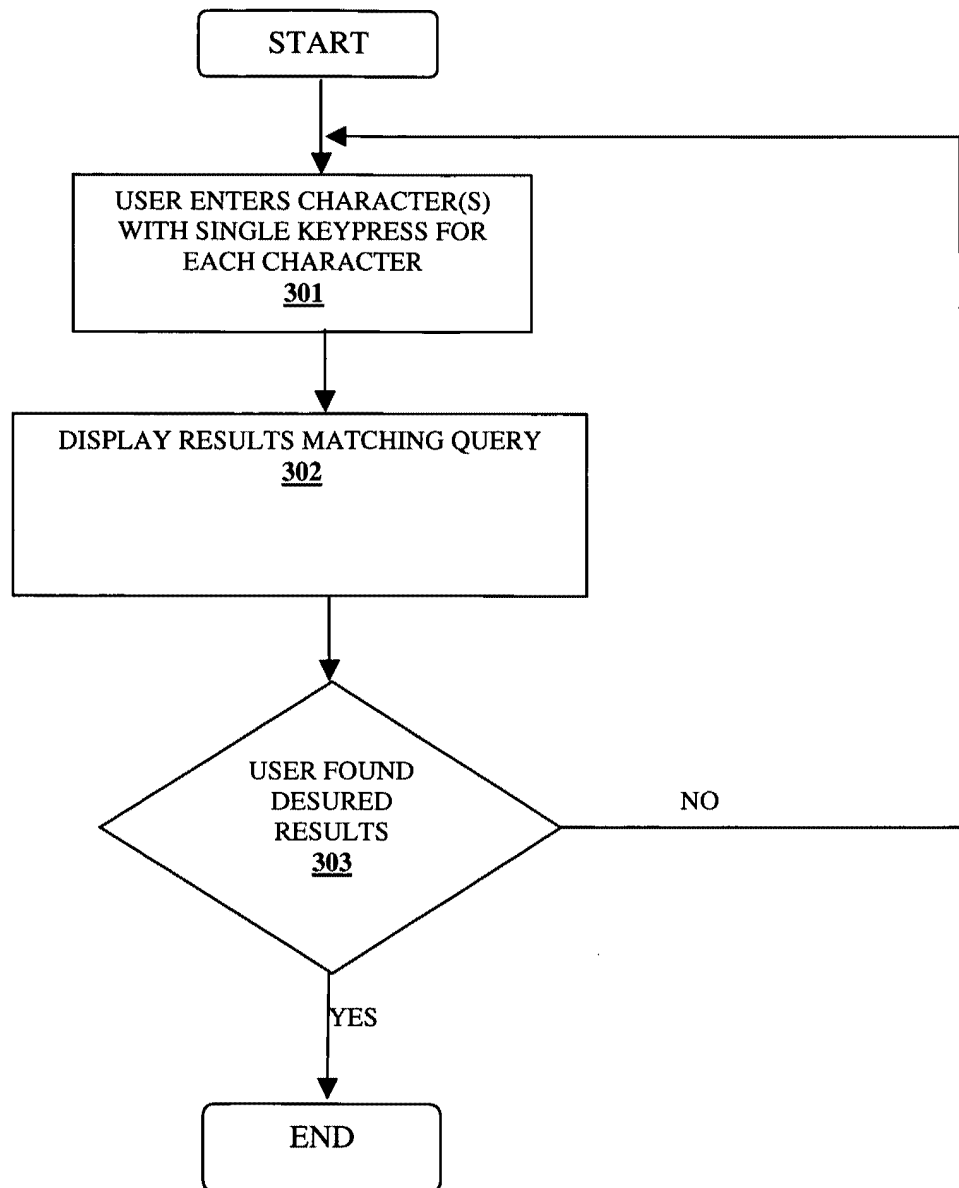 START
USER ENTERS CHARACTER(S)
WITH SINGLE KEYPRESS FOR
EACH CHARACTER
301
DISPLAY RESULTS MATCHING QUERY
302
USER FOUND
DESURED
RESULTS
303
NO
YES
END